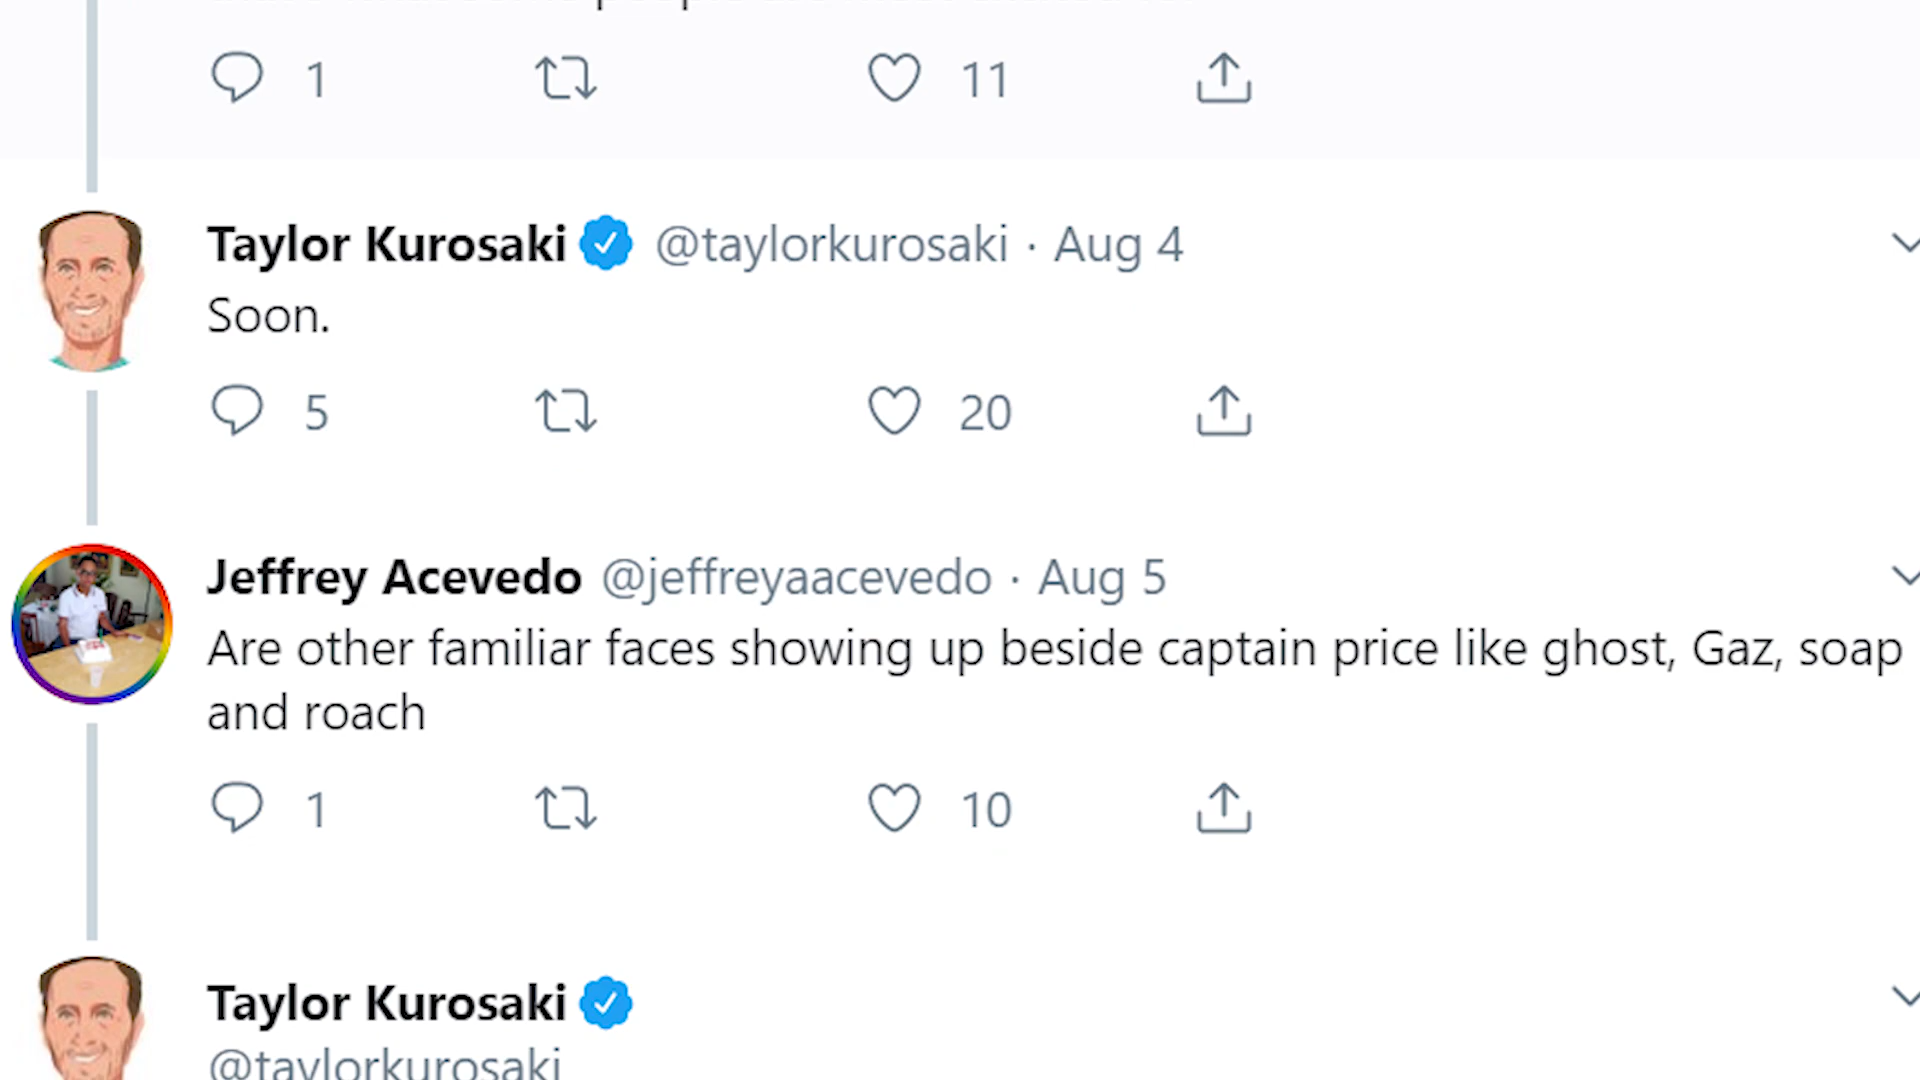 1 11
Taylor Kurosaki @taylorkurosaki · Aug 4
Soon.
5 20
Jeffrey Acevedo @jeffreyaacevedo · Aug 5
Are other familiar faces showing up beside captain price like ghost, Gaz, soap
and roach
1 10
Taylor Kurosaki
@taylorkurosaki